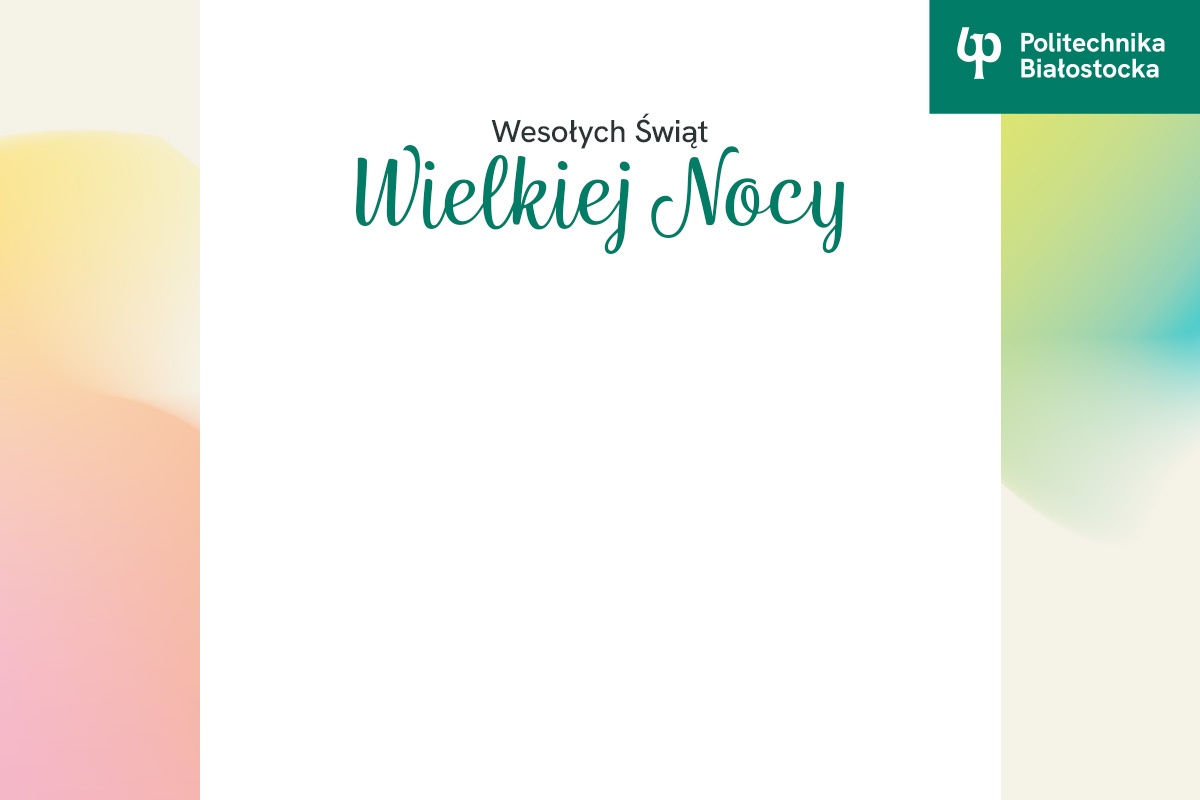 Politechnika
Białostocka
Wesołych Świąt
Wielkiej Nocy